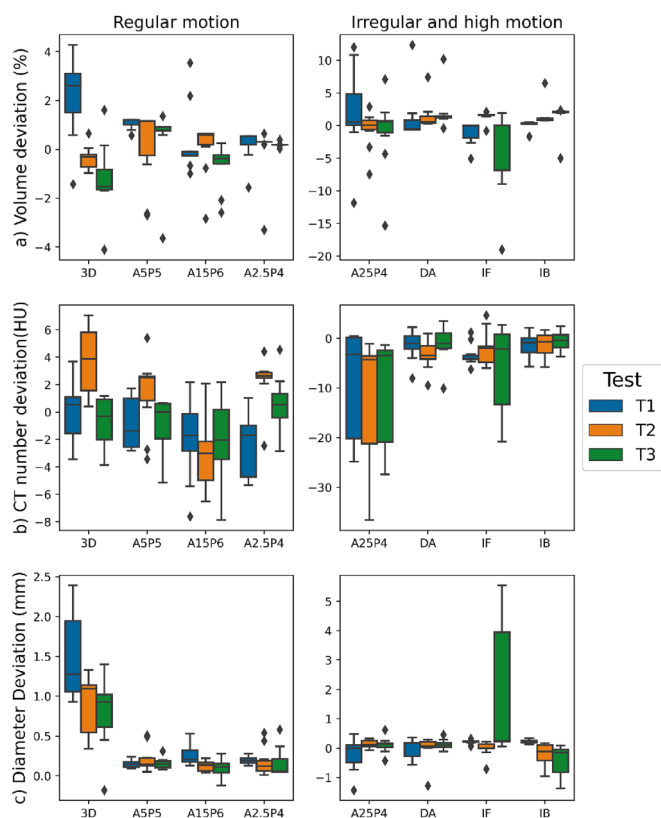 Regular motion
Irregular and high motion
a) Volume deviation (%)
4
2
0
−2
−4
3D A5P5 A15P6 A2.5P4
10
5
0
−5
−10
−15
−20
A25P4 DA IF IB
b) CT number deviation(HU)
6
4
2
0
−2
−4
−6
−8
3D A5P5 A15P6 A2.5P4
0
−10
−20
−30
A25P4 DA IF IB
Test
T1
T2
T3
c) Diameter Deviation (mm)
2.5
2.0
1.5
1.0
0.5
0.0
3D A5P5 A15P6 A2.5P4
5
4
3
2
1
0
−1
A25P4 DA IF IB